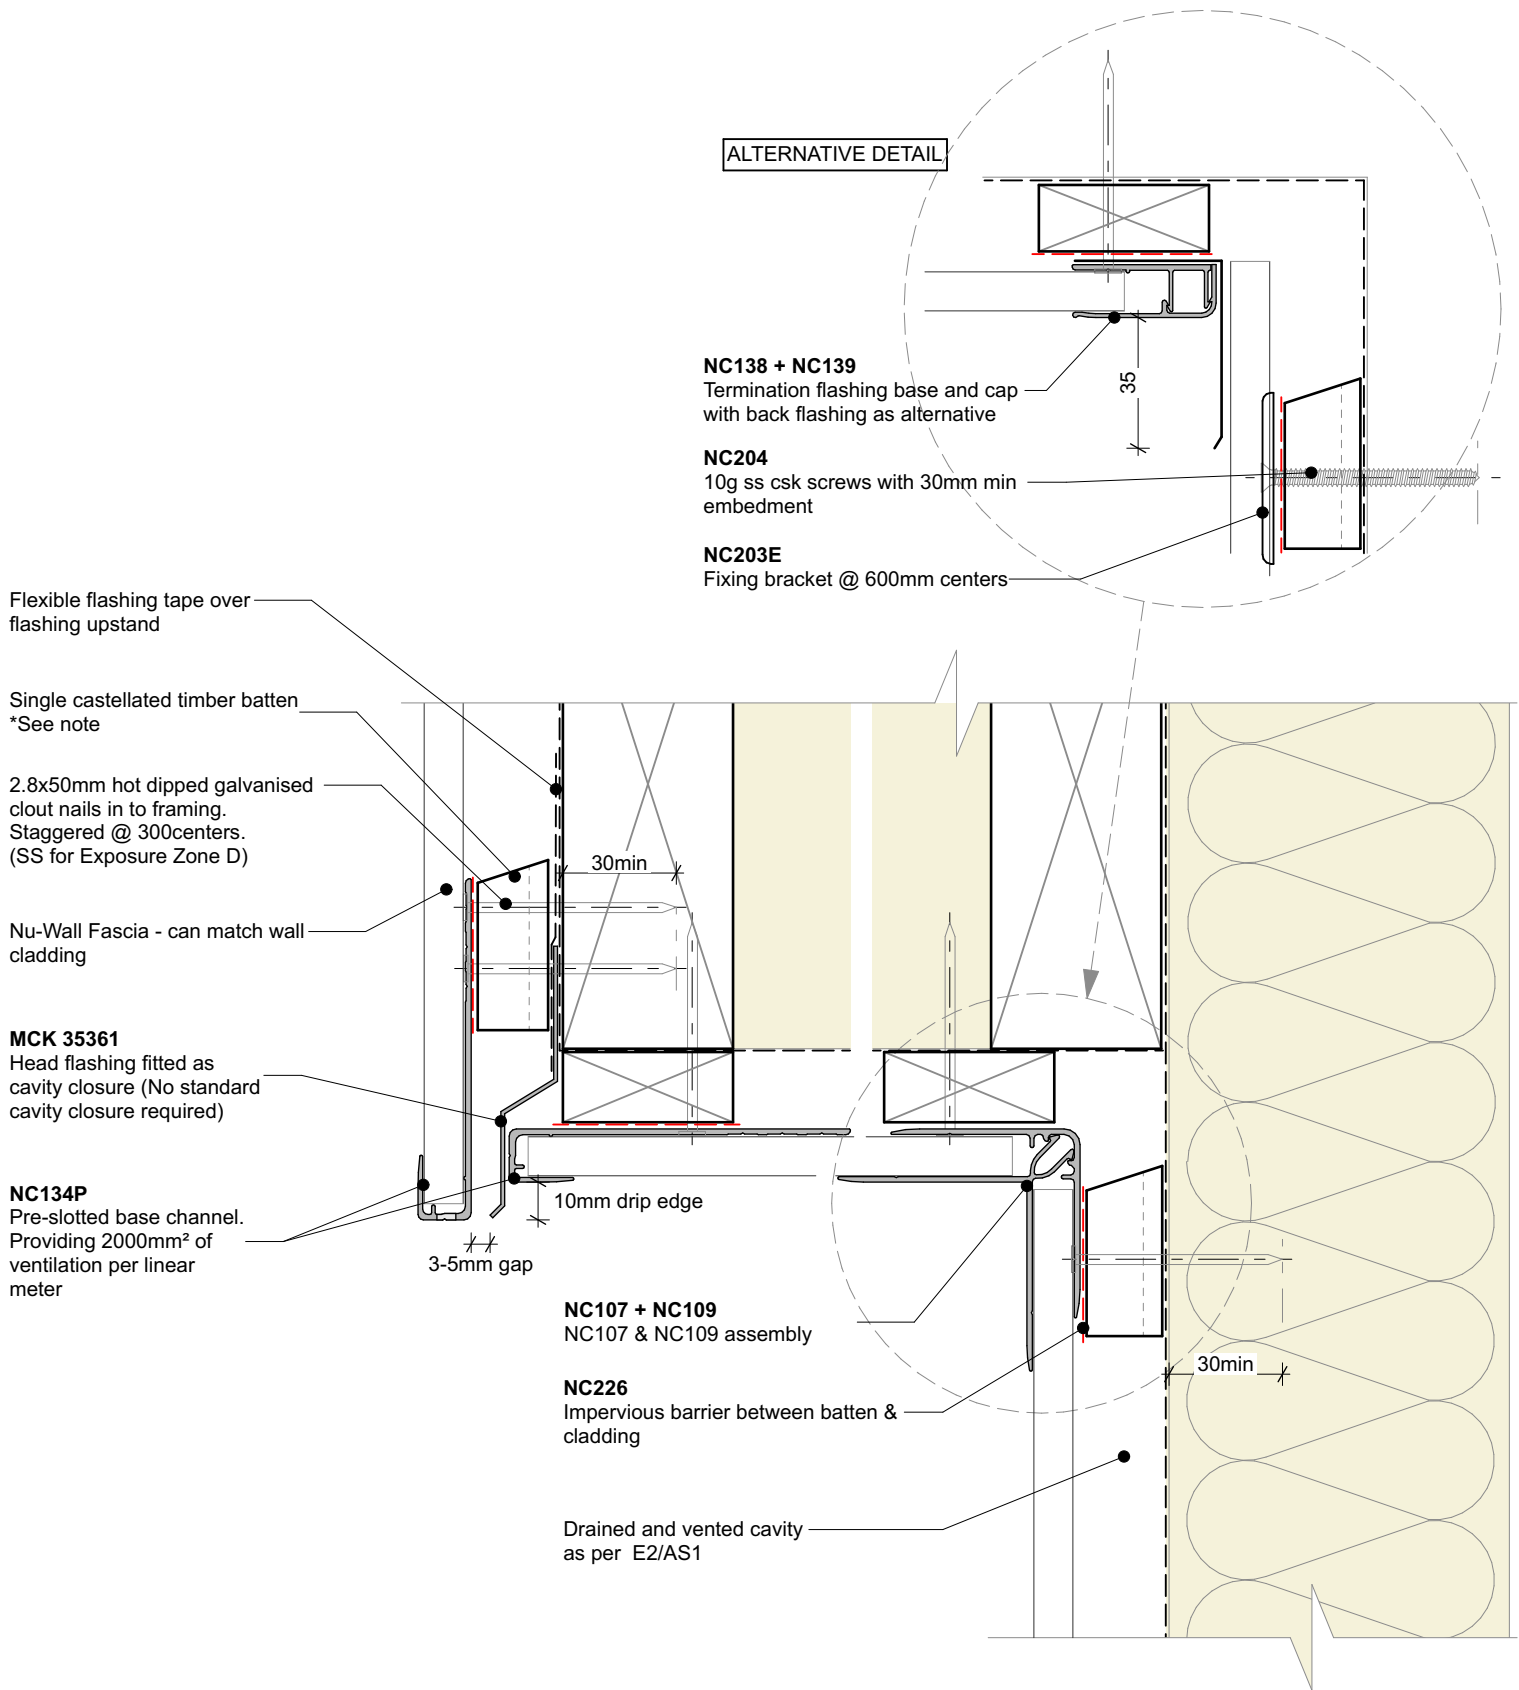 ALTERNATIVE DETAIL
NC138 + NC139
Termination flashing base and cap
with back flashing as alternative
35
NC204
10g ss csk screws with 30mm min
embedment
NC203E
Fixing bracket @ 600mm centers
Flexible flashing tape over
flashing upstand
Single castellated timber batten
*See note
2.8x50mm hot dipped galvanised
clout nails in to framing.
Staggered @ 300centers.
(SS for Exposure Zone D)
30min
Nu-Wall Fascia - can match wall
cladding
MCK 35361
Head flashing fitted as
cavity closure (No standard
cavity closure required)
NC134P
Pre-slotted base channel.
Providing 2000mm² of
ventilation per linear
meter
10mm drip edge
3-5mm gap
NC107 + NC109
NC107 & NC109 assembly
30min
NC226
Impervious barrier between batten &
cladding
Drained and vented cavity
as per E2/AS1